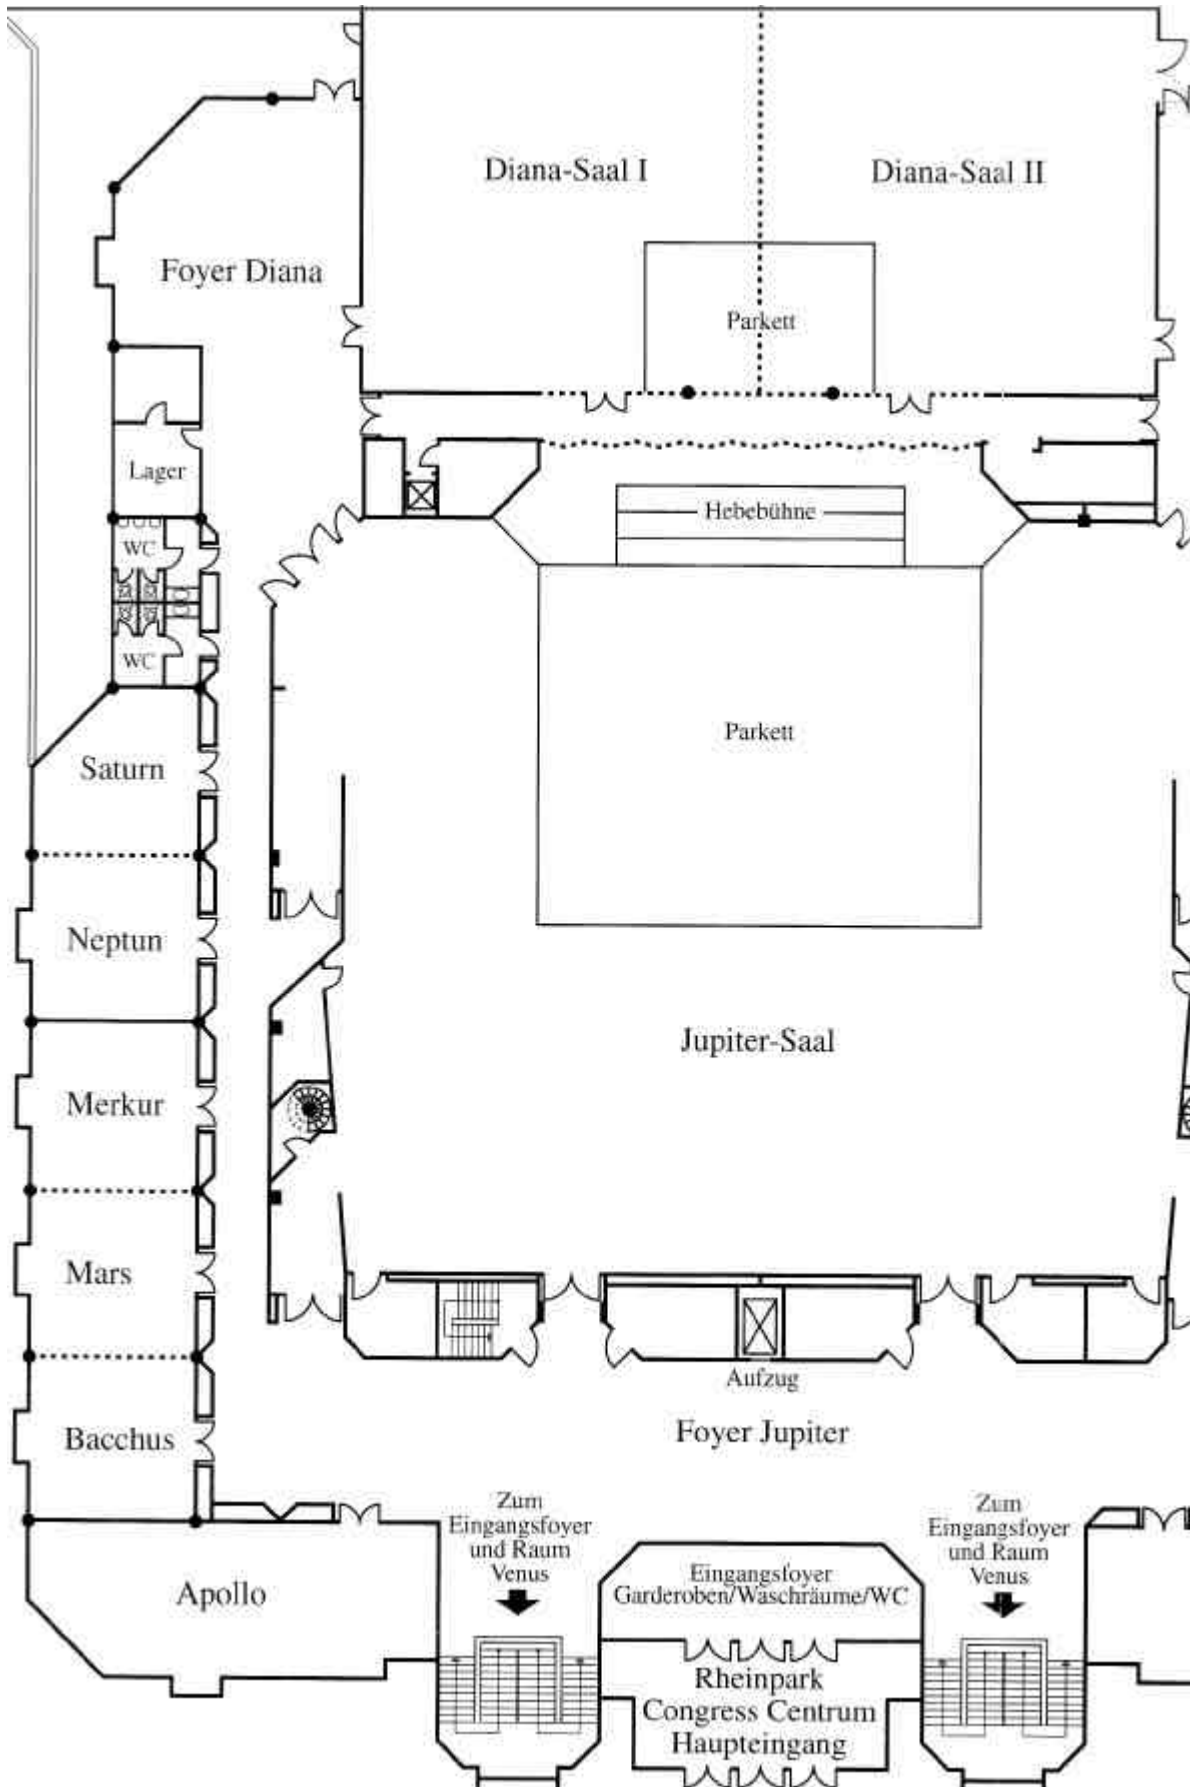 Diana-Saal I
Diana-Saal II
Foyer Diana
Parkett
Lager
Hebebühne
WC
WC
Parkett
Saturn
Neptun
Jupiter-Saal
Merkur
Mars
Aufzug
Foyer Jupiter
Bacchus
Zum
Eingangsfoyer
und Raum
Venus
Zum
Eingangsfoyer
und Raum
Venus
Eingangsfoyer
Garderoben/Waschräume/WC
Apollo
Rheinpark
Congress Centrum
Haupteingang